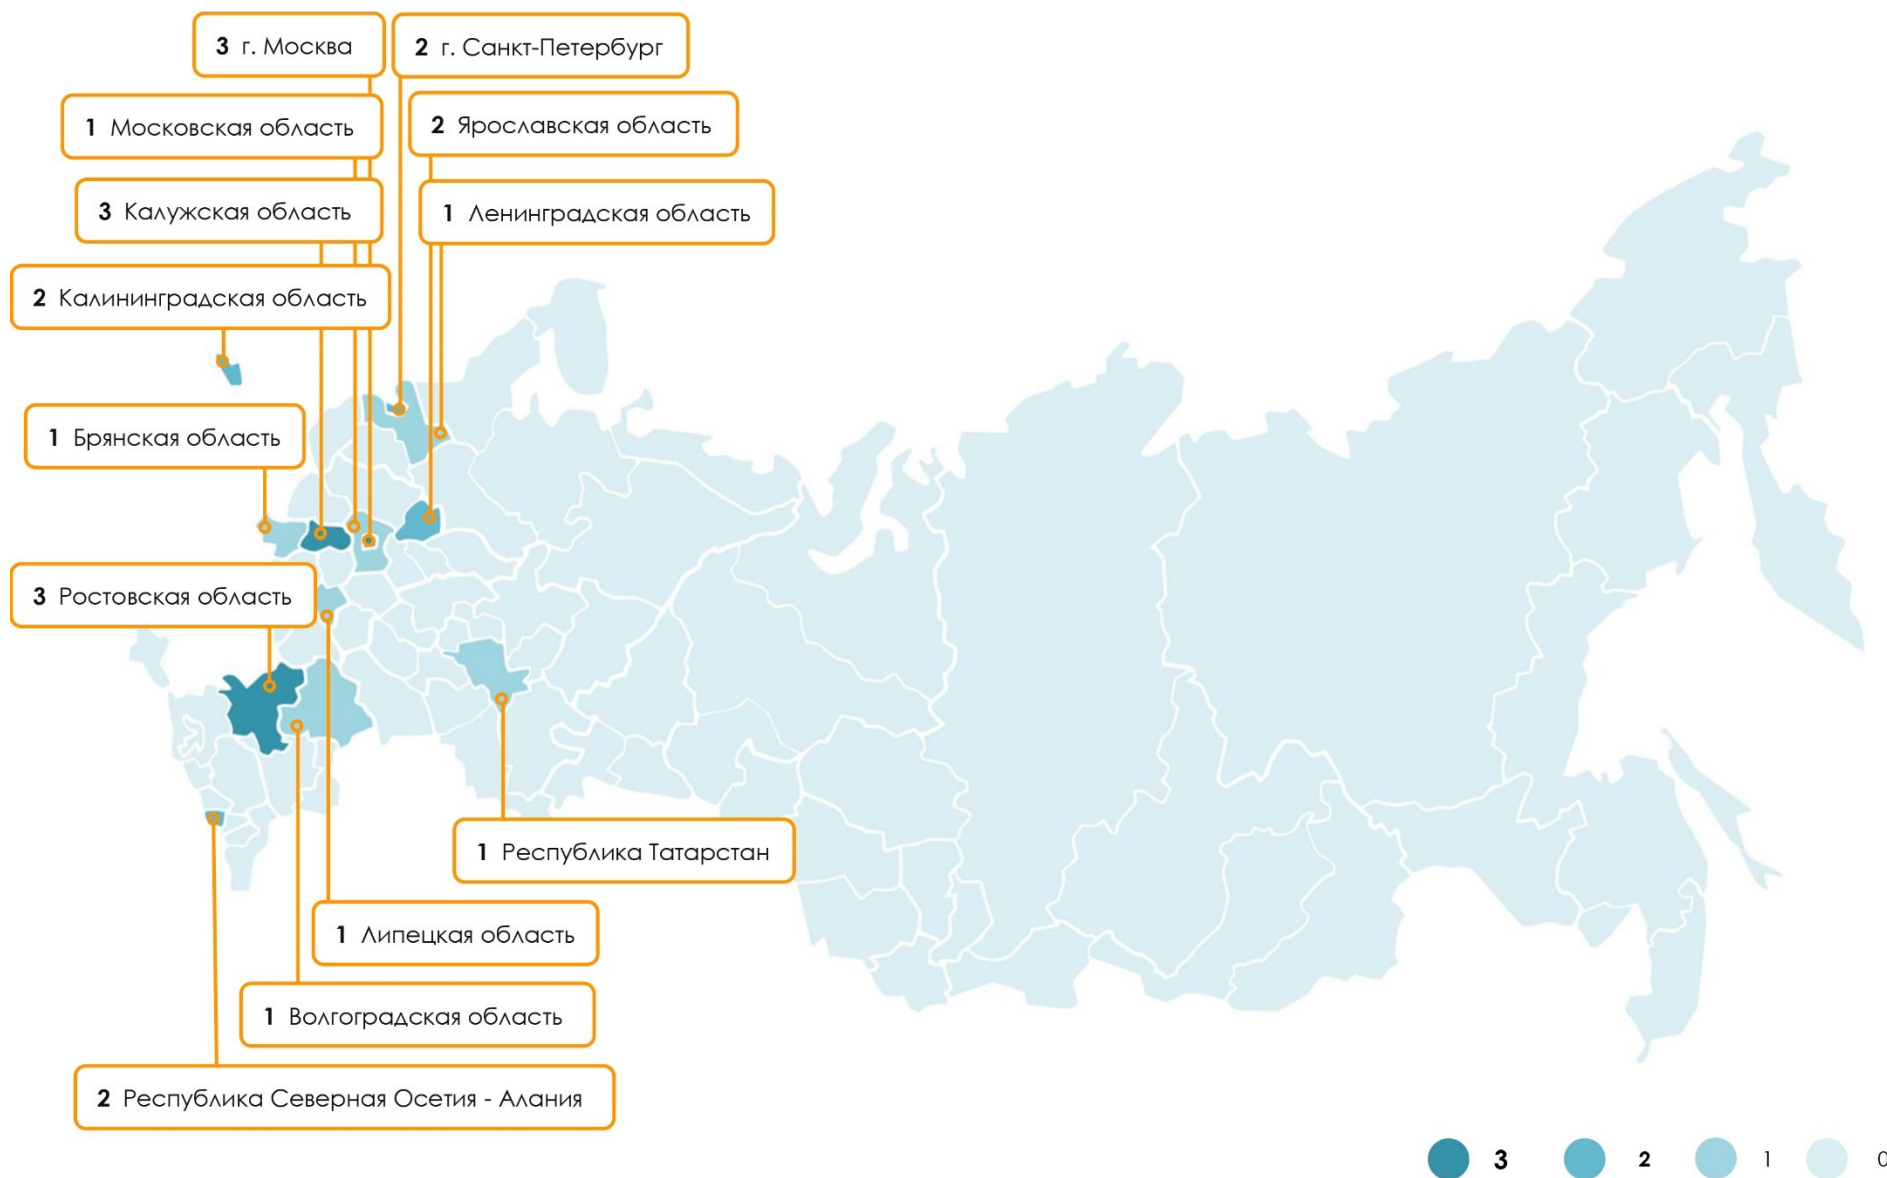 3 г. Москва
2 г. Санкт-Петербург
1 Московская область
2 Ярославская область
3 Калужская область
1 Ленинградская область
2 Калининградская область
1 Брянская область
3 Ростовская область
1 Республика Татарстан
1 Липецкая область
1 Волгоградская область
2 Республика Северная Осетия - Алания
3 2 1 0